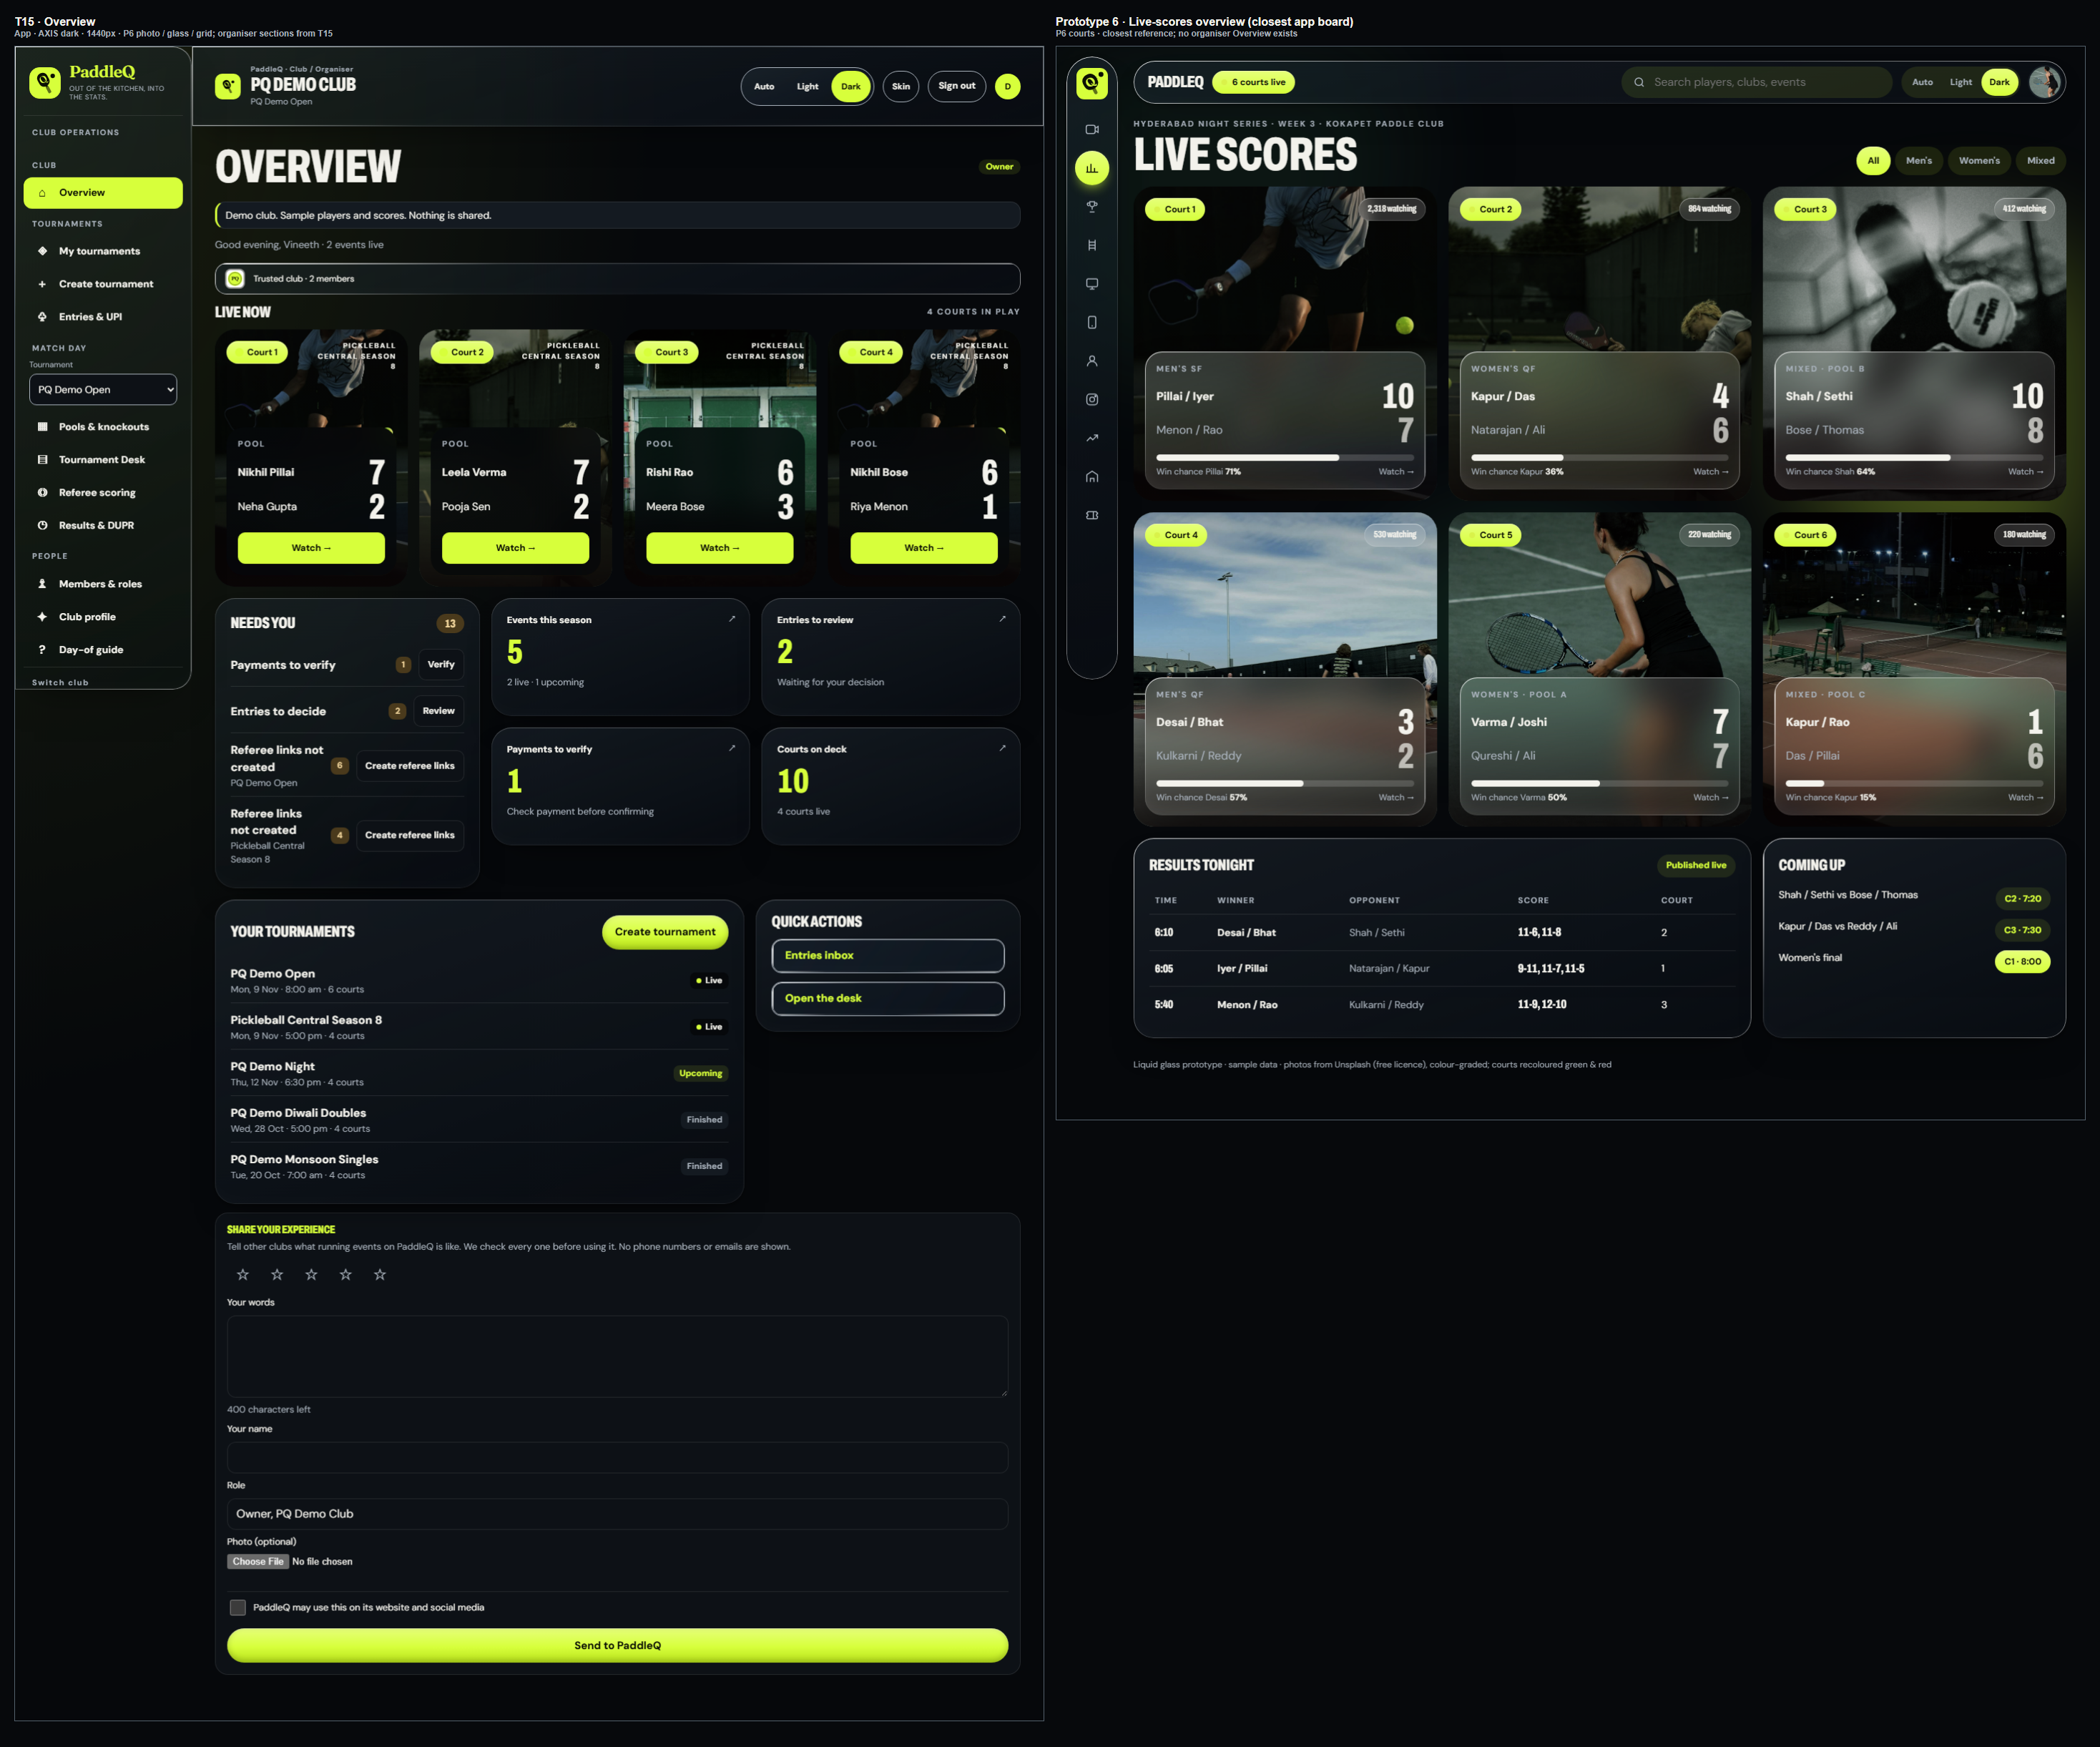 T15 · Overview
App · AXIS dark · 1440px · P6 photo / glass / grid; organiser sections from T15
PaddleQ
OUT OF THE KITCHEN, INTO
THE STATS.
CLUB OPERATIONS
CLUB
Overview
TOURNAMENTS
My tournaments
Create tournament
Entries & UPI
MATCH DAY
Tournament
PQ Demo Open
Pools & knockouts
Tournament Desk
Referee scoring
Results & DUPR
PEOPLE
Members & roles
Club profile
Day-of guide
Switch club
PaddleQ · Club / Organiser
PQ DEMO CLUB
PQ Demo Open
Auto Light Dark Skin Sign out D
OVERVIEW
Owner
Demo club. Sample players and scores. Nothing is shared.
Good evening, Vineeth · 2 events live
PQ Trusted club · 2 members
LIVE NOW
4 COURTS IN PLAY
Court 1
PICKLEBALL
CENTRAL SEASON
8
POOL
Nikhil Pillai 7
Neha Gupta 2
Watch →
Court 2
PICKLEBALL
CENTRAL SEASON
8
POOL
Leela Verma 7
Pooja Sen 2
Watch →
Court 3
PICKLEBALL
CENTRAL SEASON
8
POOL
Rishi Rao 6
Meera Bose 3
Watch →
Court 4
PICKLEBALL
CENTRAL SEASON
8
POOL
Nikhil Bose 6
Riya Menon 1
Watch →
NEEDS YOU 13
Payments to verify 1 Verify
Entries to decide 2 Review
Referee links not
created
PQ Demo Open
6 Create referee links
Referee links
not created
Pickleball Central
Season 8
4 Create referee links
Events this season ↗
5
2 live · 1 upcoming
Entries to review ↗
2
Waiting for your decision
Payments to verify ↗
1
Check payment before confirming
Courts on deck ↗
10
4 courts live
YOUR TOURNAMENTS
Create tournament
PQ Demo Open
Mon, 9 Nov · 8:00 am · 6 courts
Live
Pickleball Central Season 8
Mon, 9 Nov · 5:00 pm · 4 courts
Live
PQ Demo Night
Thu, 12 Nov · 6:30 pm · 4 courts
Upcoming
PQ Demo Diwali Doubles
Wed, 28 Oct · 5:00 pm · 4 courts
Finished
PQ Demo Monsoon Singles
Tue, 20 Oct · 7:00 am · 4 courts
Finished
QUICK ACTIONS
Entries inbox
Open the desk
SHARE YOUR EXPERIENCE
Tell other clubs what running events on PaddleQ is like. We check every one before using it. No phone numbers or emails are shown.
Your words
400 characters left
Your name
Role
Owner, PQ Demo Club
Photo (optional)
Choose File No file chosen
PaddleQ may use this on its website and social media
Send to PaddleQ
Prototype 6 · Live-scores overview (closest app board)
P6 courts · closest reference; no organiser Overview exists
PADDLEQ
6 courts live
Search players, clubs, events
Auto Light Dark
HYDERABAD NIGHT SERIES · WEEK 3 · KOKAPET PADDLE CLUB
LIVE SCORES
All Men's Women's Mixed
Court 1
2,318 watching
MEN'S SF
Pillai / Iyer 10
Menon / Rao 7
Win chance Pillai 71% Watch →
Court 2
864 watching
WOMEN'S QF
Kapur / Das 4
Natarajan / Ali 6
Win chance Kapur 36% Watch →
Court 3
412 watching
MIXED · POOL B
Shah / Sethi 10
Bose / Thomas 8
Win chance Shah 64% Watch →
Court 4
530 watching
MEN'S QF
Desai / Bhat 3
Kulkarni / Reddy 2
Win chance Desai 57% Watch →
Court 5
220 watching
WOMEN'S · POOL A
Varma / Joshi 7
Qureshi / Ali 7
Win chance Varma 50% Watch →
Court 6
180 watching
MIXED · POOL C
Kapur / Rao 1
Das / Pillai 6
Win chance Kapur 15% Watch →
RESULTS TONIGHT
Published live
TIME WINNER OPPONENT SCORE COURT
6:10 Desai / Bhat Shah / Sethi 11-6, 11-8 2
6:05 Iyer / Pillai Natarajan / Kapur 9-11, 11-7, 11-5 1
5:40 Menon / Rao Kulkarni / Reddy 11-9, 12-10 3
COMING UP
Shah / Sethi vs Bose / Thomas C2 · 7:20
Kapur / Das vs Reddy / Ali C3 · 7:30
Women's final C1 · 8:00
Liquid glass prototype · sample data · photos from Unsplash (free licence), colour-graded; courts recoloured green & red